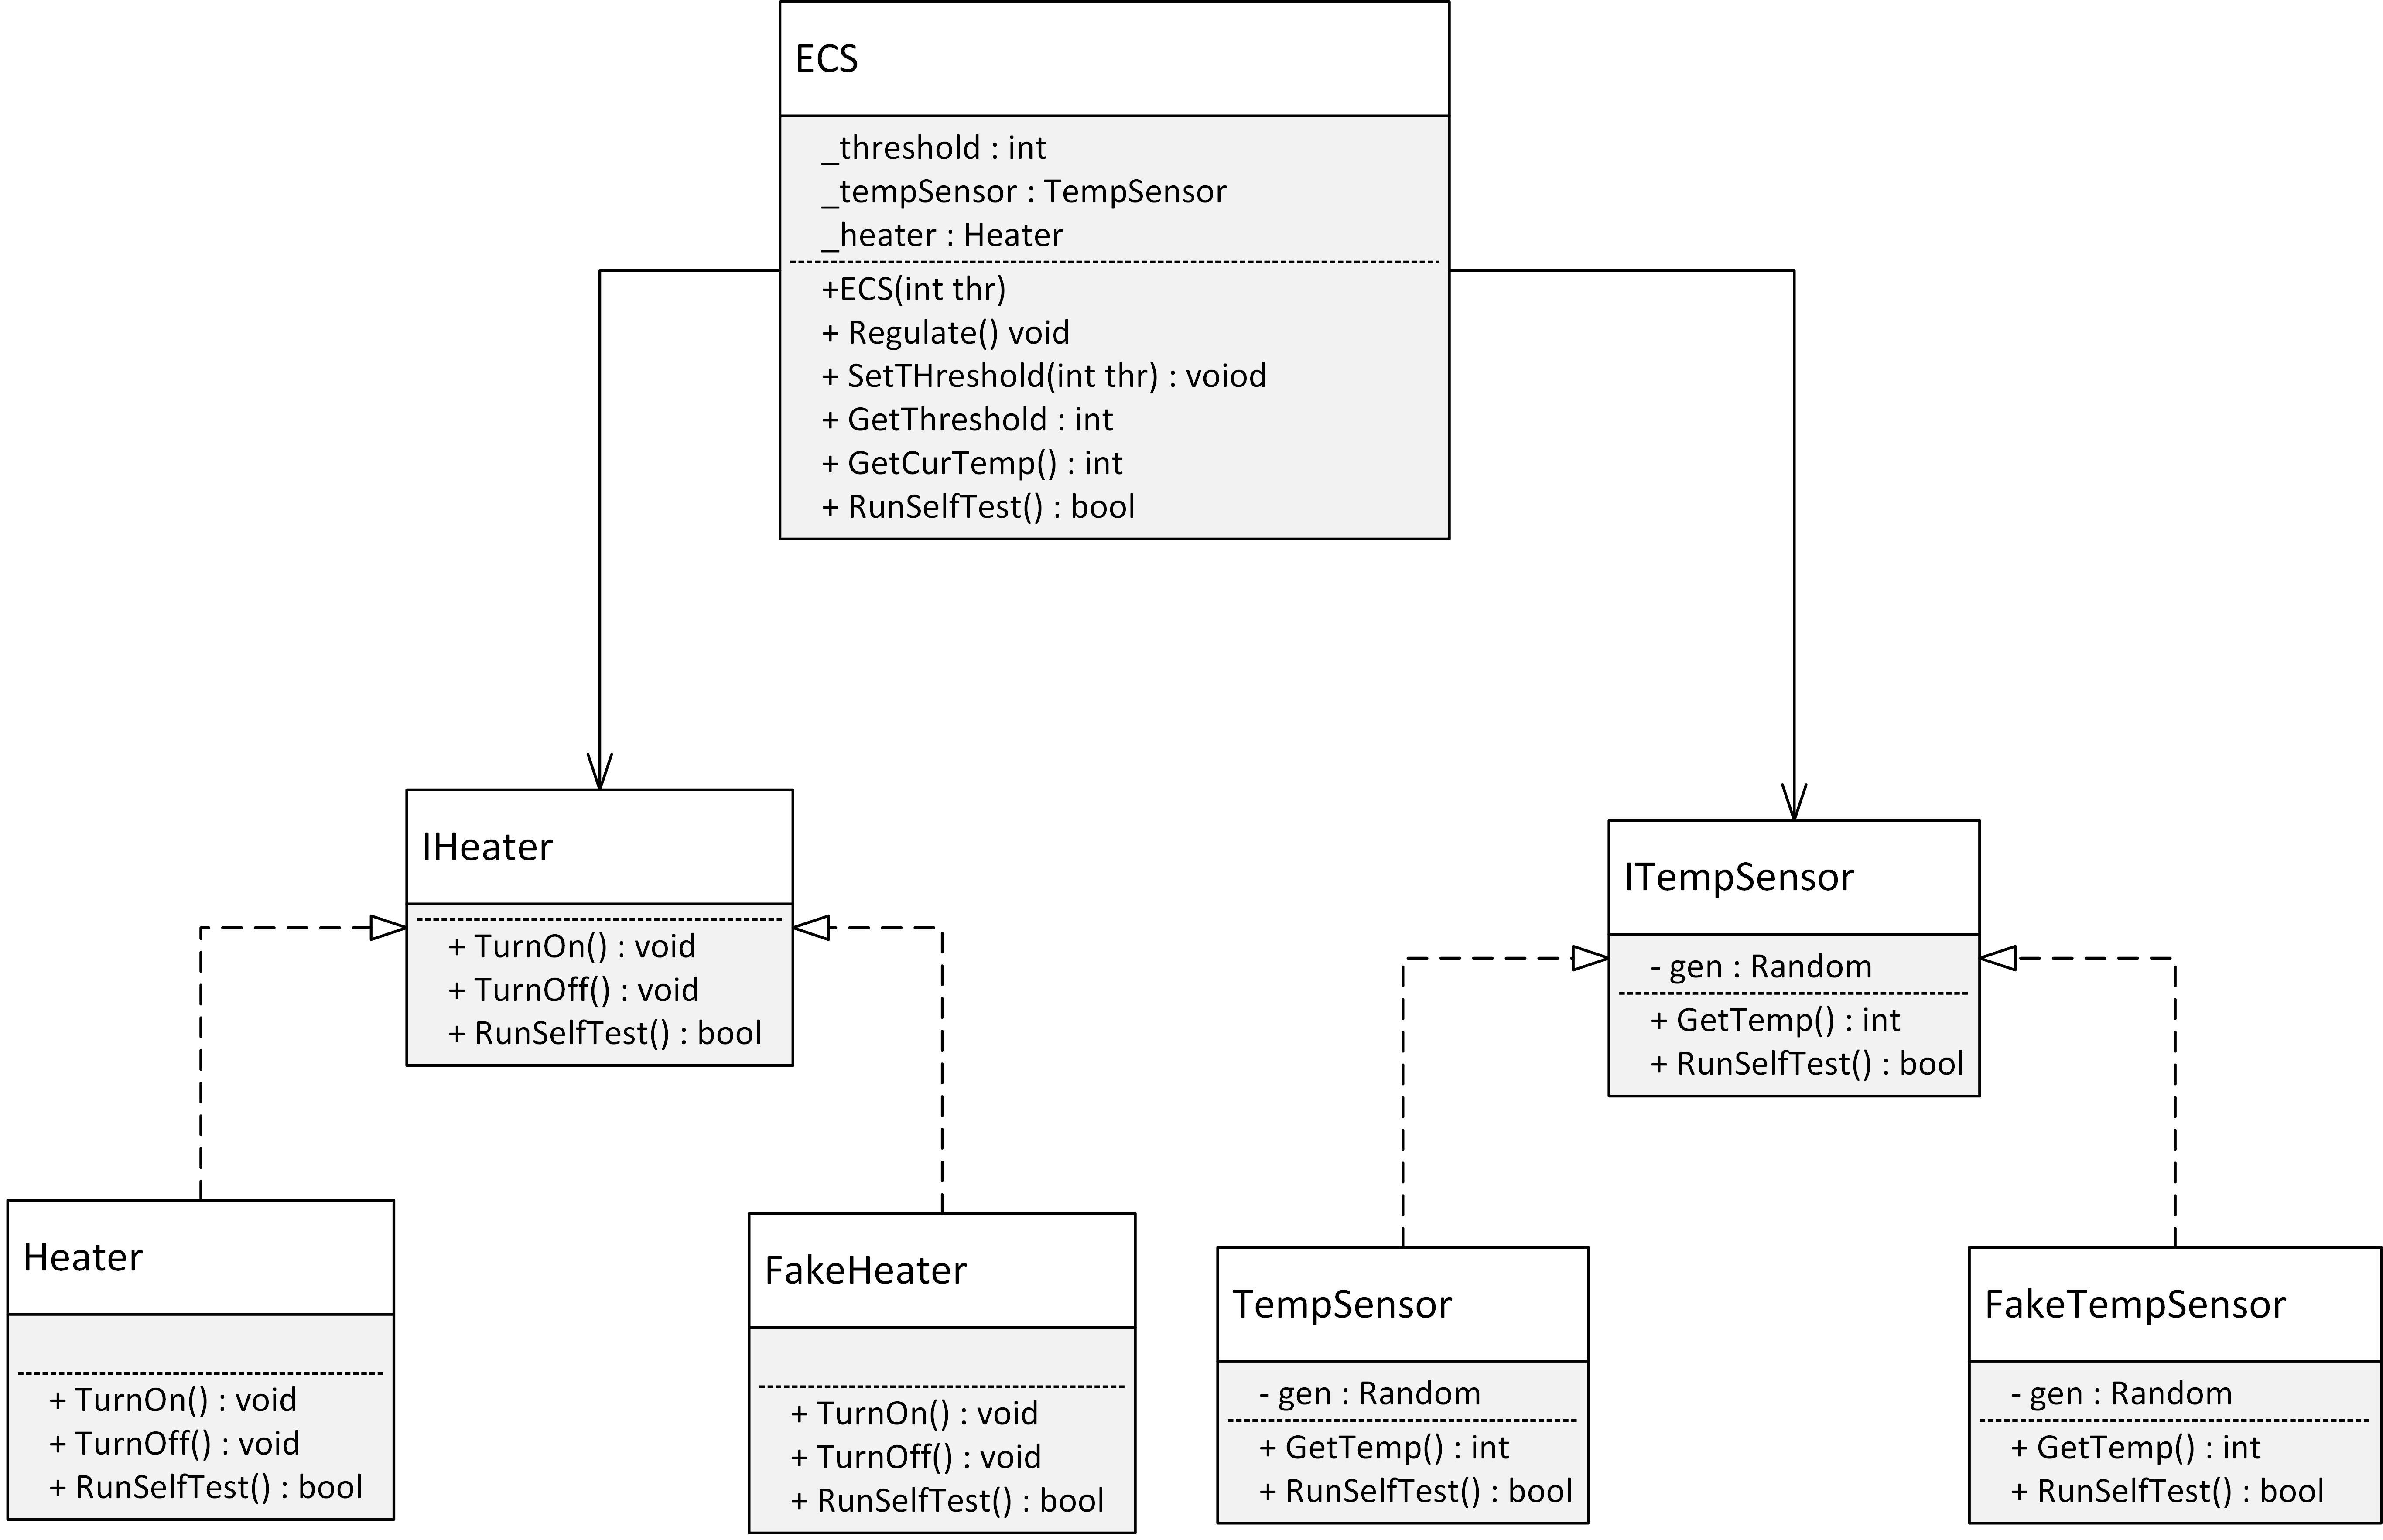 ECS
_threshold : int
_tempSensor : TempSensor
_heater : Heater
+ECS(int thr)
+ Regulate() void
+ SetTHreshold(int thr) : voiod
+ GetThreshold : int
+ GetCurTemp() : int
+ RunSelfTest() : bool
IHeater
+ TurnOn() : void
+ TurnOff() : void
+ RunSelfTest() : bool
ITempSensor
- gen : Random
+ GetTemp() : int
+ RunSelfTest() : bool
Heater
+ TurnOn() : void
+ TurnOff() : void
+ RunSelfTest() : bool
FakeHeater
+ TurnOn() : void
+ TurnOff() : void
+ RunSelfTest() : bool
TempSensor
- gen : Random
+ GetTemp() : int
+ RunSelfTest() : bool
FakeTempSensor
- gen : Random
+ GetTemp() : int
+ RunSelfTest() : bool